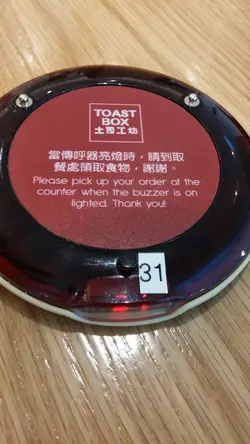 TOAST
BOX
土司工坊
當傳呼器亮燈時，請到取
餐處領取食物，謝謝。
Please pick up your order at the
counter when the buzzer is on
lighted. Thank you!
31